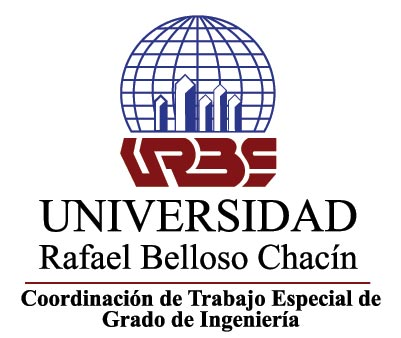 URBE
UNIVERSIDAD
Rafael Belloso Chacín
Coordinación de Trabajo Especial de
Grado de Ingeniería